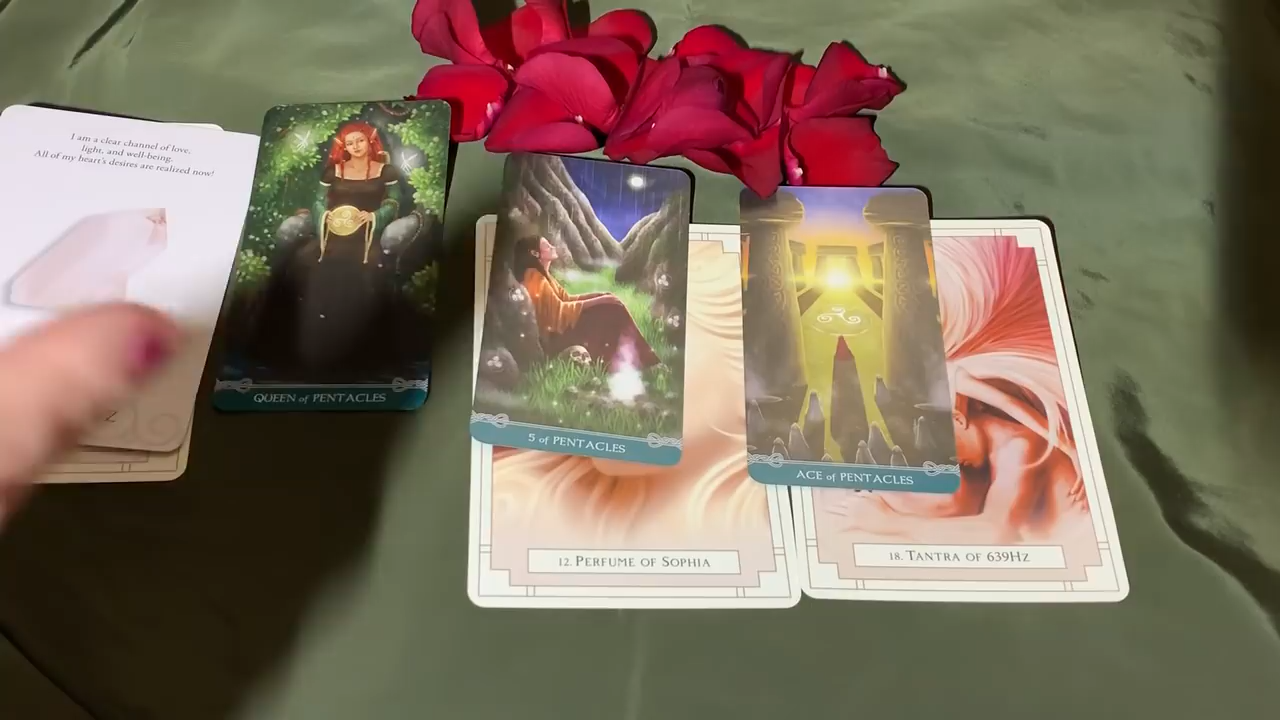 I am a clear channel of love,
light, and well-being.
All of my heart's desires are realized now!
QUEEN of PENTACLES
5 of PENTACLES
ACE of PENTACLES
12. PERFUME OF SOPHIA
18. TANTRA OF 639HZ